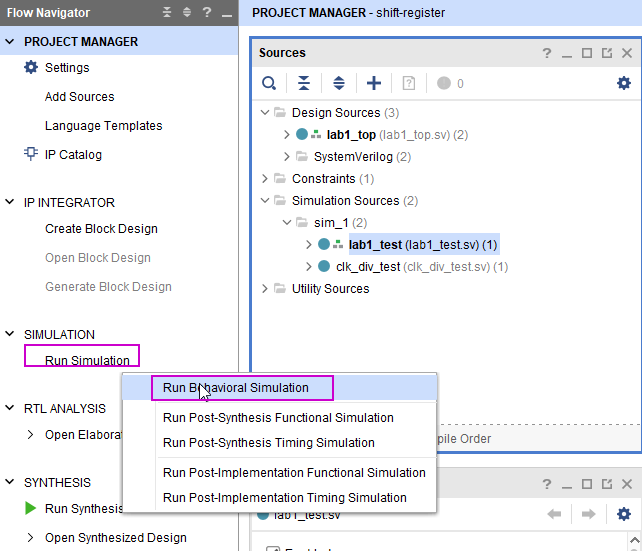 Flow Navigator
PROJECT MANAGER
Settings
Add Sources
Language Templates
IP Catalog
IP INTEGRATOR
Create Block Design
Open Block Design
Generate Block Design
SIMULATION
Run Simulation
RTL ANALYSIS
Open Elaborat
SYNTHESIS
Run Synthesis
Open Synthesized Design
PROJECT MANAGER - shift-register
Sources
0
Design Sources (3)
lab1_top (lab1_top.sv) (2)
SystemVerilog (2)
Constraints (1)
Simulation Sources (2)
sim_1 (2)
lab1_test (lab1_test.sv) (1)
clk_div_test (clk_div_test.sv) (1)
Utility Sources
Run Behavioral Simulation
Run Post-Synthesis Functional Simulation
Run Post-Synthesis Timing Simulation
Run Post-Implementation Functional Simulation
Run Post-Implementation Timing Simulation
pile Order
lab1_test.sv